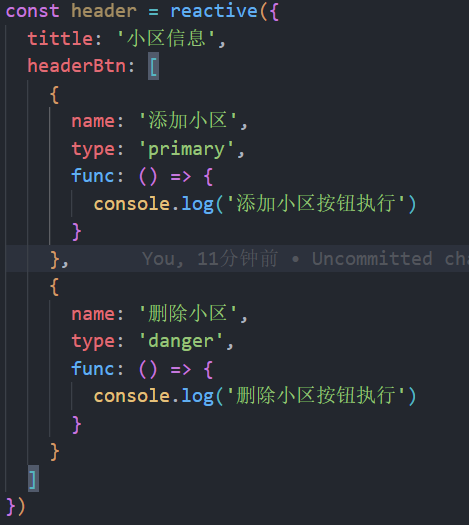 const header = reactive({
  tittle: '小区信息',
  headerBtn: [
    {
      name: '添加小区',
      type: 'primary',
      func: () => {
        console.log('添加小区按钮执行')
      }
    },      You, 11分钟前 • Uncommitted cha
    {
      name: '删除小区',
      type: 'danger',
      func: () => {
        console.log('删除小区按钮执行')
      }
    }
  ]
})